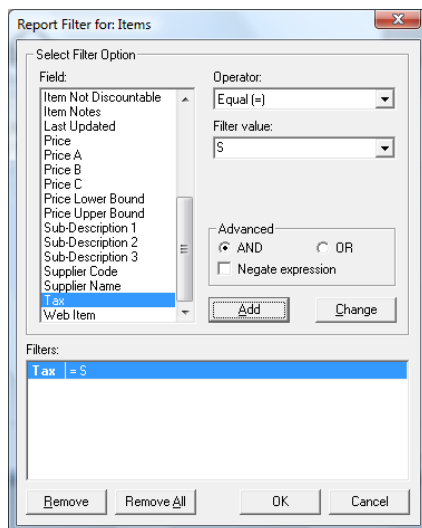 Report Filter for: Items
Select Filter Option
Field:
Item Not Discountable
Item Notes
Last Updated
Price
Price A
Price B
Price C
Price Lower Bound
Price Upper Bound
Sub-Description 1
Sub-Description 2
Sub-Description 3
Supplier Code
Supplier Name
Tax
Web Item
Operator:
Equal (=)
Filter value:
S
Advanced
AND OR
Negate expression
Add Change
Filters:
Tax = S
Remove Remove All OK Cancel